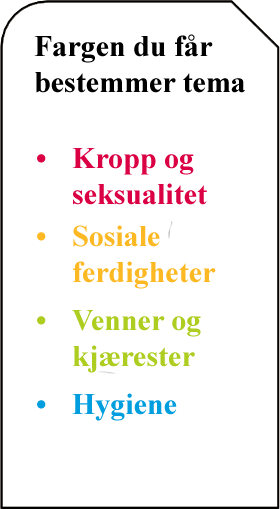 Fargen du får
bestemmer tema
• Kropp og
seksualitet
• Sosiale
ferdigheter
• Venner og
kjærester
• Hygiene